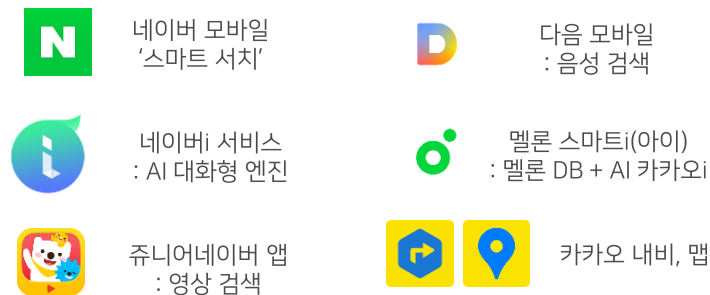 N
네이버 모바일
‘스마트 서치’
D
다음 모바일
: 음성 검색
i
네이버i 서비스
: AI 대화형 엔진
멜론 스마트i(아이)
: 멜론 DB + AI 카카오i
쥬니어네이버 앱
: 영상 검색
카카오 내비, 맵